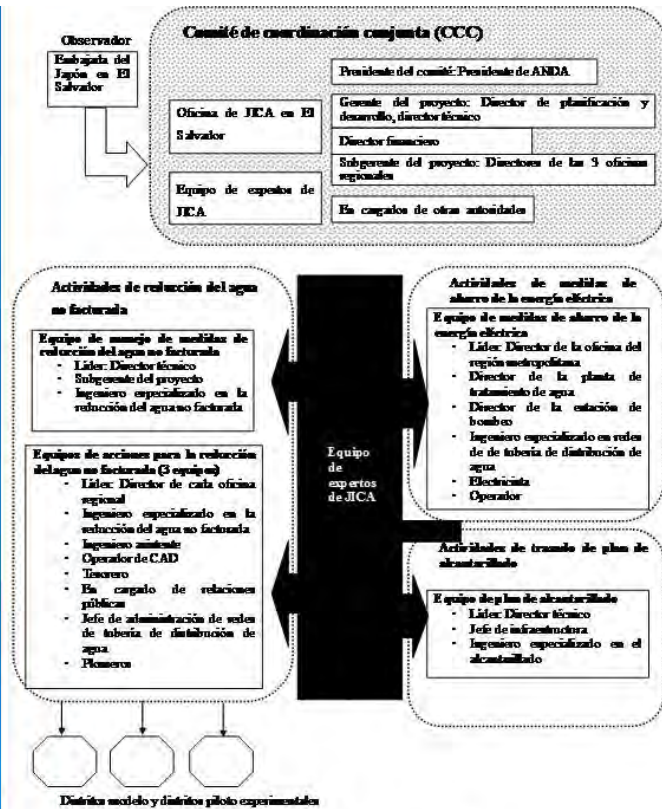 Observador
Embajada del
Japón en El
Salvador
Comité de coordinación conjunta (CCC)
Presidente del comité: Presidente de ANDA
Oficina de JICA en El
Salvador
Gerente del proyecto: Director de planificación y
desarrollo, director técnico
Director financiero
Subgerente del proyecto: Directores de las 3 oficinas
regionales
Equipo de expertos de
JICA
En cargados de otras autoridades
Actividades de reducción del agua
no facturada
Equipo de manejo de medidas de
reducción del agua no facturada
· Líder: Director técnico
· Subgerente del proyecto
· Ingeniero especializado en la
reducción del agua no facturada
Equipos de acciones para la reducción
del agua no facturada (3 equipos)
· Líder: Director de cada oficina
regional
· Ingeniero especializado en la
reducción del agua no facturada
· Ingeniero asistente
· Operador de CAD
· Tesorero
· En cargado de relaciones
públicas
· Jefe de administración de redes
de tubería de distribución de
agua
· Plomeros
Equipo
de
expertos
de JICA
Actividades de medidas de
ahorro de la energía eléctrica
Equipo de medidas de ahorro de la
energía eléctrica
· Líder: Director de la oficina del
región metropolitana
· Director de la planta de
tratamiento de agua
· Director de la estación de
bombeo
· Ingeniero especializado en redes
de de tubería de distribución de
agua
· Electricista
· Operador
Actividades de trazado de plan de
alcantarillado
Equipo de plan de alcantarillado
· Líder: Director técnico
· Jefe de infraestructura
· Ingeniero especializado en el
alcantarillado
Distritos modelo y distritos piloto experimentales